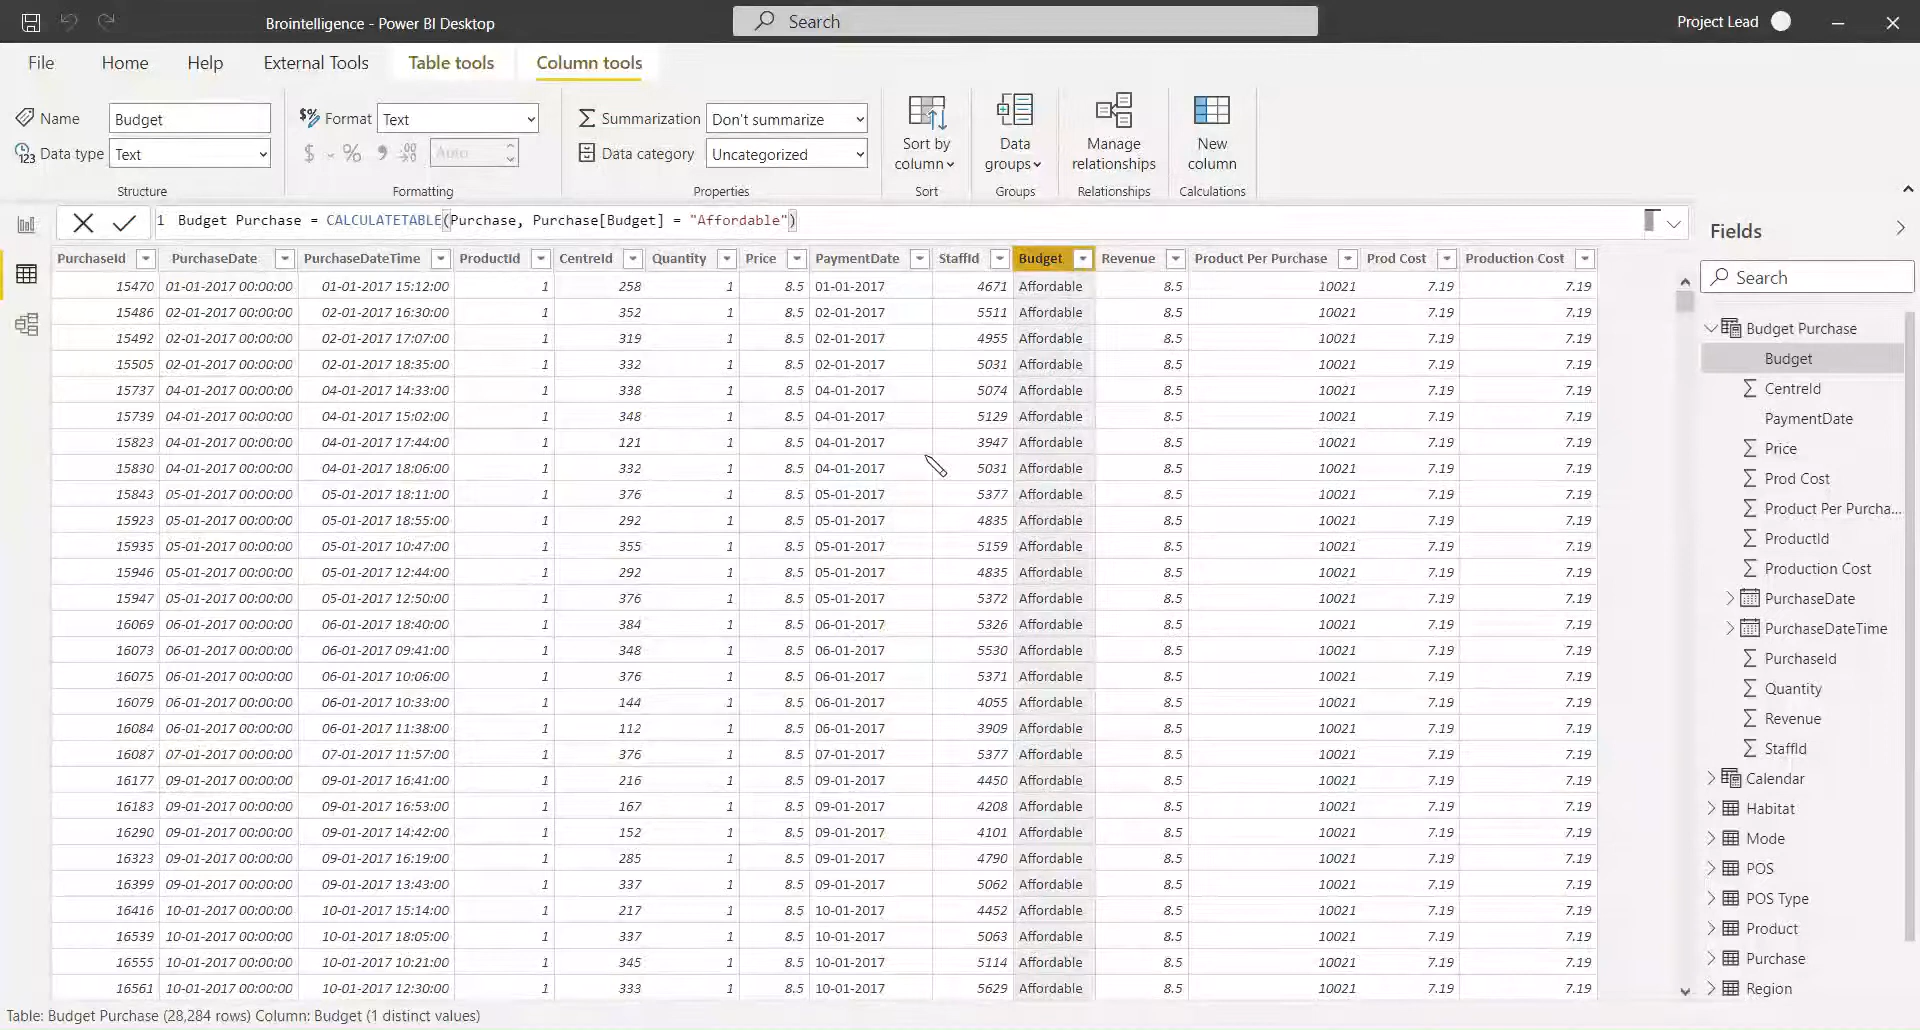 Brointelligence - Power BI Desktop
Search
Project Lead
File Home Help External Tools Table tools Column tools
Name Budget
Data type Text
Structure
Format Text
$ % Auto
Formatting
Summarization Don't summarize
Data category Uncategorized
Properties
Sort by column
Sort
Data groups
Groups
Manage relationships
Relationships
New column
Calculations
1 Budget Purchase = CALCULATETABLE(Purchase, Purchase[Budget] = "Affordable")
PurchaseId PurchaseDate PurchaseDateTime ProductId CentreId Quantity Price PaymentDate StaffId Budget Revenue Product Per Purchase Prod Cost Production Cost
15470 01-01-2017 00:00:00 01-01-2017 15:12:00 1 258 1 8.5 01-01-2017 4671 Affordable 8.5 10021 7.19 7.19
15486 02-01-2017 00:00:00 02-01-2017 16:30:00 1 352 1 8.5 02-01-2017 5511 Affordable 8.5 10021 7.19 7.19
15492 02-01-2017 00:00:00 02-01-2017 17:07:00 1 319 1 8.5 02-01-2017 4955 Affordable 8.5 10021 7.19 7.19
15505 02-01-2017 00:00:00 02-01-2017 18:35:00 1 332 1 8.5 02-01-2017 5031 Affordable 8.5 10021 7.19 7.19
15737 04-01-2017 00:00:00 04-01-2017 14:33:00 1 338 1 8.5 04-01-2017 5074 Affordable 8.5 10021 7.19 7.19
15739 04-01-2017 00:00:00 04-01-2017 15:02:00 1 348 1 8.5 04-01-2017 5129 Affordable 8.5 10021 7.19 7.19
15823 04-01-2017 00:00:00 04-01-2017 17:44:00 1 121 1 8.5 04-01-2017 3947 Affordable 8.5 10021 7.19 7.19
15830 04-01-2017 00:00:00 04-01-2017 18:06:00 1 332 1 8.5 04-01-2017 5031 Affordable 8.5 10021 7.19 7.19
15843 05-01-2017 00:00:00 05-01-2017 18:11:00 1 376 1 8.5 05-01-2017 5377 Affordable 8.5 10021 7.19 7.19
15923 05-01-2017 00:00:00 05-01-2017 18:55:00 1 292 1 8.5 05-01-2017 4835 Affordable 8.5 10021 7.19 7.19
15935 05-01-2017 00:00:00 05-01-2017 10:47:00 1 355 1 8.5 05-01-2017 5159 Affordable 8.5 10021 7.19 7.19
15946 05-01-2017 00:00:00 05-01-2017 12:44:00 1 292 1 8.5 05-01-2017 4835 Affordable 8.5 10021 7.19 7.19
15947 05-01-2017 00:00:00 05-01-2017 12:50:00 1 376 1 8.5 05-01-2017 5372 Affordable 8.5 10021 7.19 7.19
16069 06-01-2017 00:00:00 06-01-2017 18:40:00 1 384 1 8.5 06-01-2017 5326 Affordable 8.5 10021 7.19 7.19
16073 06-01-2017 00:00:00 06-01-2017 09:41:00 1 348 1 8.5 06-01-2017 5530 Affordable 8.5 10021 7.19 7.19
16075 06-01-2017 00:00:00 06-01-2017 10:06:00 1 376 1 8.5 06-01-2017 5371 Affordable 8.5 10021 7.19 7.19
16079 06-01-2017 00:00:00 06-01-2017 10:33:00 1 144 1 8.5 06-01-2017 4055 Affordable 8.5 10021 7.19 7.19
16084 06-01-2017 00:00:00 06-01-2017 11:38:00 1 112 1 8.5 06-01-2017 3909 Affordable 8.5 10021 7.19 7.19
16087 07-01-2017 00:00:00 07-01-2017 11:57:00 1 376 1 8.5 07-01-2017 5377 Affordable 8.5 10021 7.19 7.19
16177 09-01-2017 00:00:00 09-01-2017 16:41:00 1 216 1 8.5 09-01-2017 4450 Affordable 8.5 10021 7.19 7.19
16183 09-01-2017 00:00:00 09-01-2017 16:53:00 1 167 1 8.5 09-01-2017 4208 Affordable 8.5 10021 7.19 7.19
16290 09-01-2017 00:00:00 09-01-2017 14:42:00 1 152 1 8.5 09-01-2017 4101 Affordable 8.5 10021 7.19 7.19
16323 09-01-2017 00:00:00 09-01-2017 16:19:00 1 285 1 8.5 09-01-2017 4790 Affordable 8.5 10021 7.19 7.19
16399 09-01-2017 00:00:00 09-01-2017 13:43:00 1 337 1 8.5 09-01-2017 5062 Affordable 8.5 10021 7.19 7.19
16416 10-01-2017 00:00:00 10-01-2017 15:14:00 1 217 1 8.5 10-01-2017 4452 Affordable 8.5 10021 7.19 7.19
16539 10-01-2017 00:00:00 10-01-2017 18:05:00 1 337 1 8.5 10-01-2017 5063 Affordable 8.5 10021 7.19 7.19
16555 10-01-2017 00:00:00 10-01-2017 10:21:00 1 345 1 8.5 10-01-2017 5114 Affordable 8.5 10021 7.19 7.19
16561 10-01-2017 00:00:00 10-01-2017 12:30:00 1 333 1 8.5 10-01-2017 5629 Affordable 8.5 10021 7.19 7.19
Fields
Search
Budget Purchase
Budget
CentreId
PaymentDate
Price
Prod Cost
Product Per Purcha...
ProductId
Production Cost
PurchaseDate
PurchaseDateTime
PurchaseId
Quantity
Revenue
StaffId
Calendar
Habitat
Mode
POS
POS Type
Product
Purchase
Region
Table: Budget Purchase (28,284 rows) Column: Budget (1 distinct values)